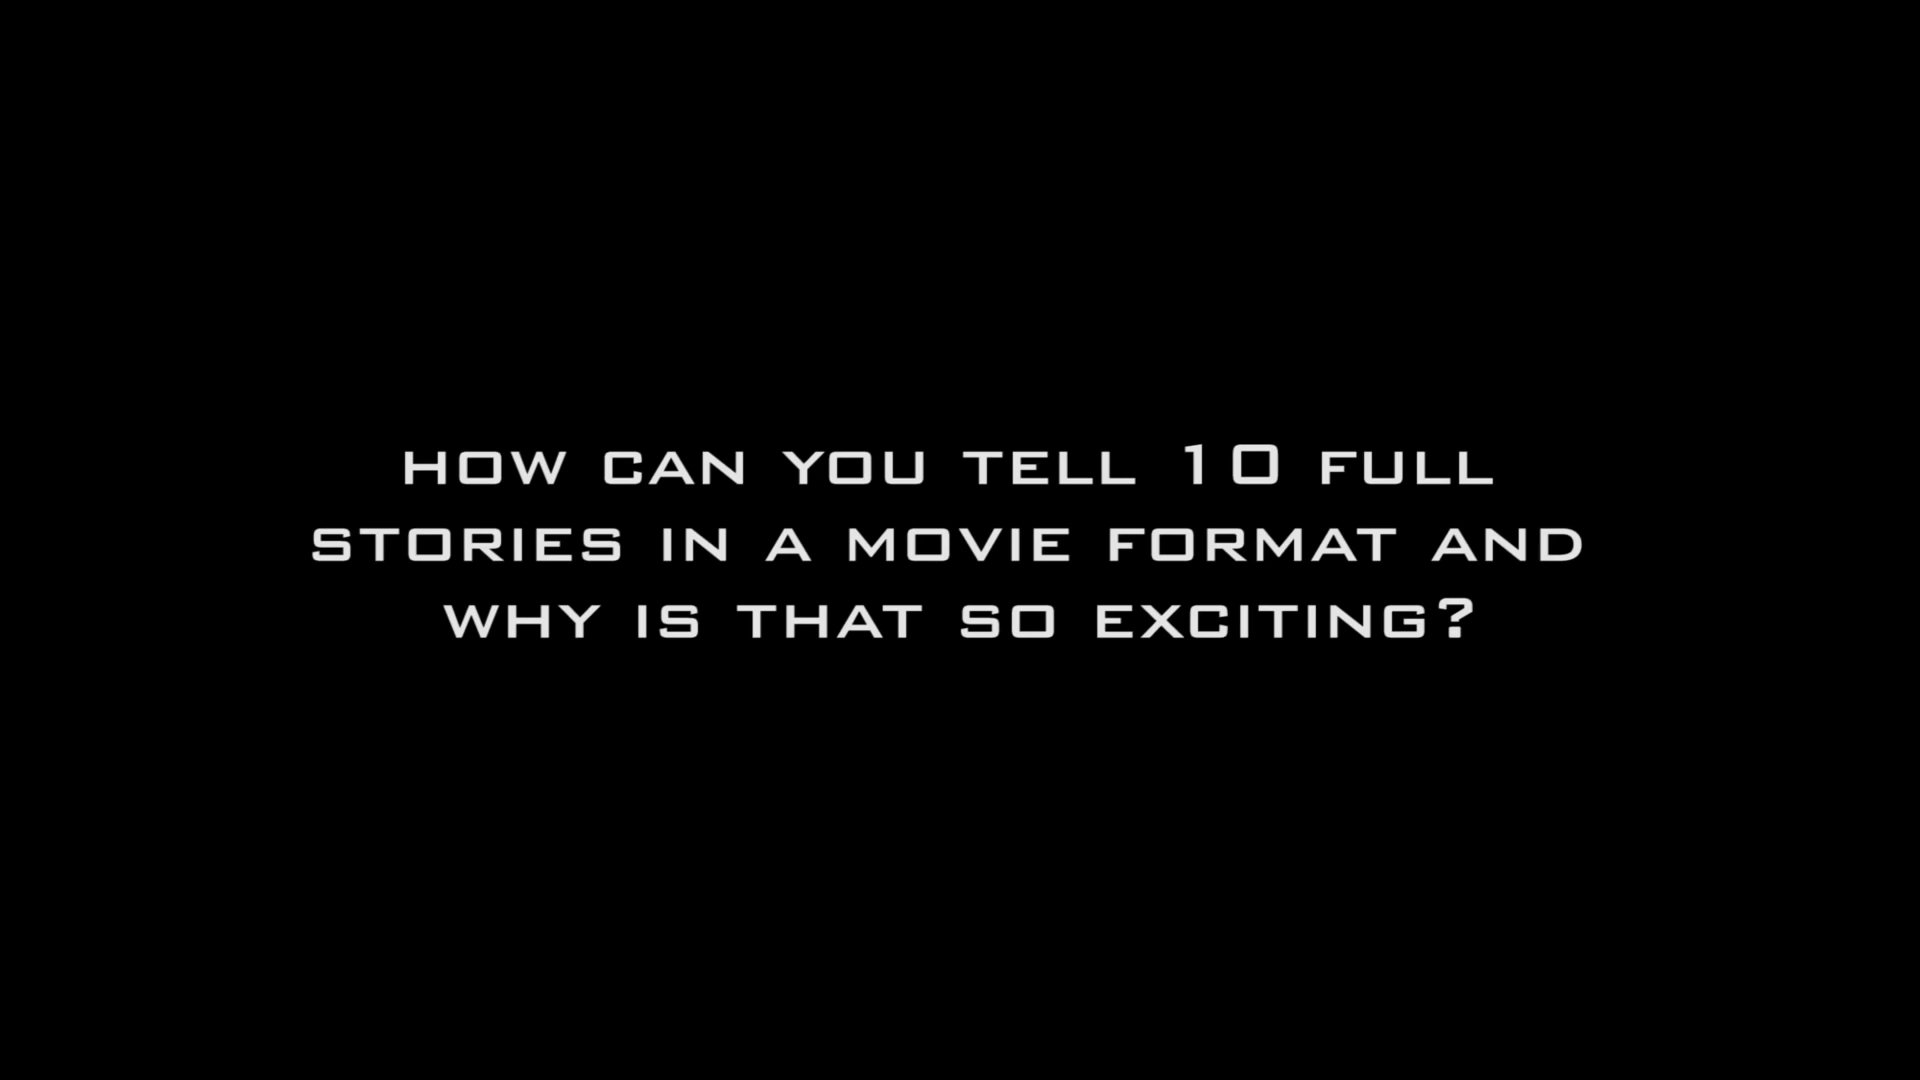 HOW CAN YOU TELL 10 FULL
STORIES IN A MOVIE FORMAT AND
WHY IS THAT SO EXCITING?